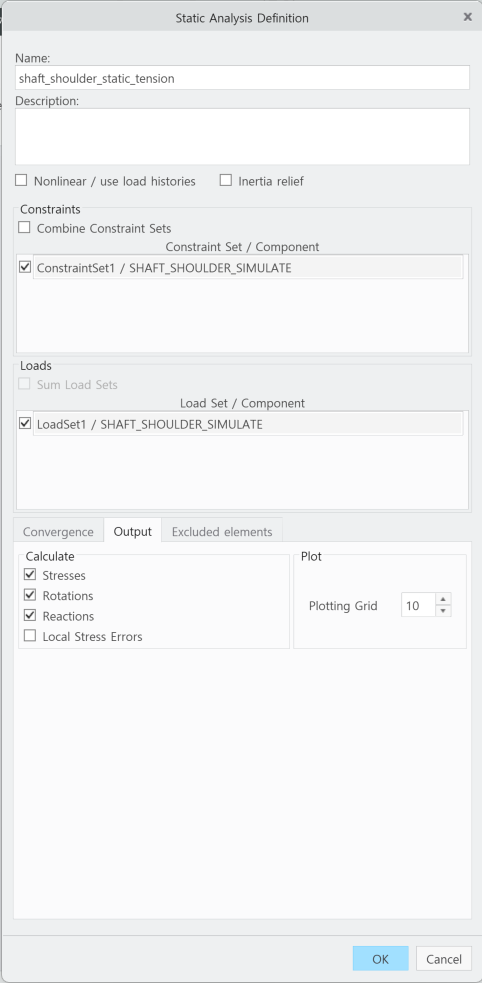 Static Analysis Definition
Name:
shaft_shoulder_static_tension
Description:
Nonlinear / use load histories Inertia relief
Constraints
Combine Constraint Sets
Constraint Set / Component
ConstraintSet1 / SHAFT_SHOULDER_SIMULATE
Loads
Sum Load Sets
Load Set / Component
LoadSet1 / SHAFT_SHOULDER_SIMULATE
Convergence Output Excluded elements
Calculate
Stresses
Rotations
Reactions
Local Stress Errors
Plot
Plotting Grid 10
OK Cancel